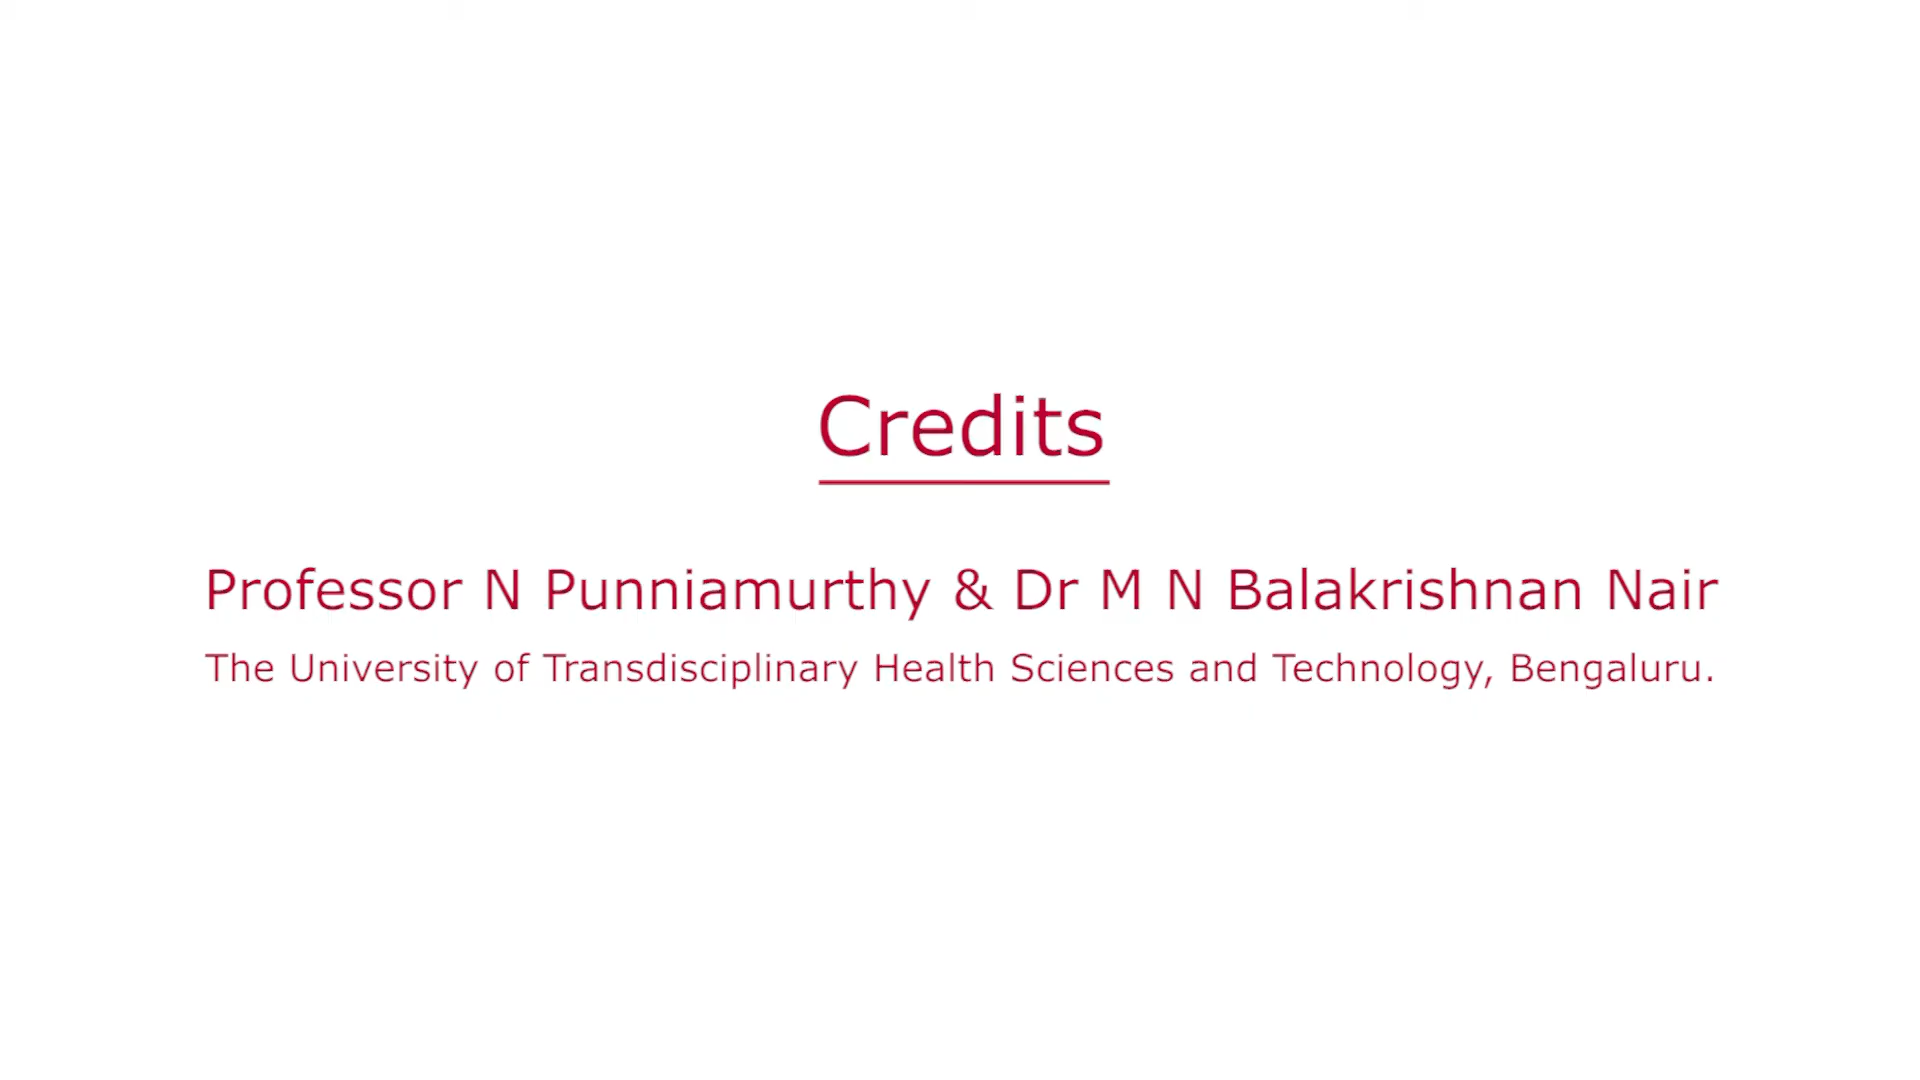 Credits
Professor N Punniamurthy & Dr M N Balakrishnan Nair
The University of Transdisciplinary Health Sciences and Technology, Bengaluru.